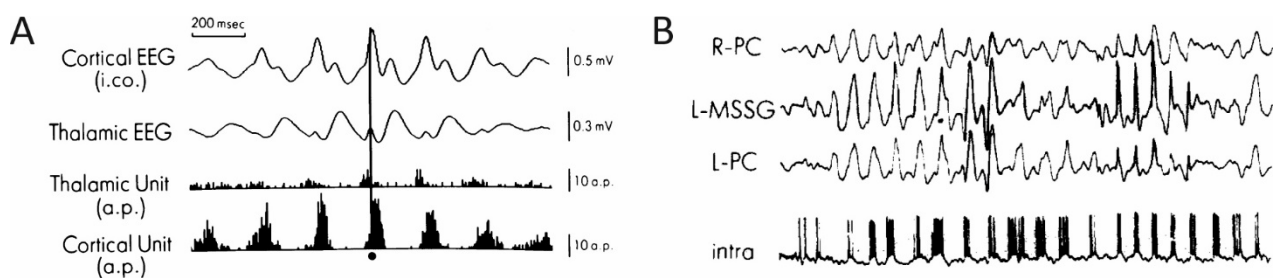 A
200 msec
Cortical EEG
(i.co.)
0.5 mV
Thalamic EEG
0.3 mV
Thalamic Unit
(a.p.)
10 a.p.
Cortical Unit
(a.p.)
10 a.p.
B
R-PC
L-MSSG
L-PC
intra